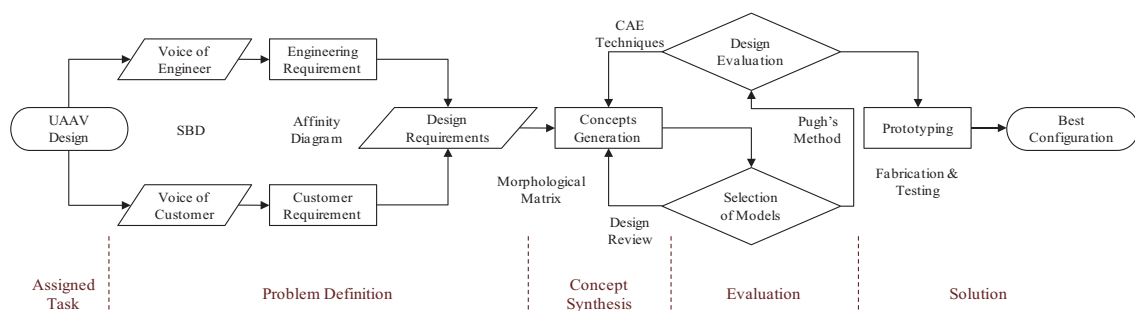 Voice of
Engineer
Engineering
Requirement
CAE
Techniques
Design
Evaluation
UAAV
Design
SBD
Affinity
Diagram
Design
Requirements
Concepts
Generation
Pugh's
Method
Prototyping
Best
Configuration
Voice of
Customer
Customer
Requirement
Morphological
Matrix
Design
Review
Selection
of Models
Fabrication &
Testing
Assigned
Task
Problem Definition
Concept
Synthesis
Evaluation
Solution